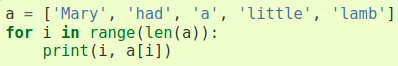 a = ['Mary', 'had', 'a', 'little', 'lamb']
for i in range(len(a)):
    print(i, a[i])